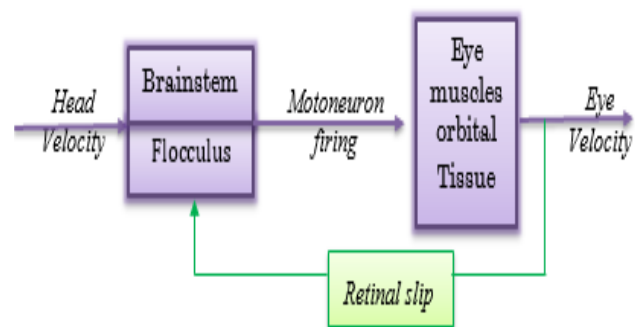 Head
Velocity
Brainstem
Flocculus
Motoneuron
firing
Eye
muscles
orbital
Tissue
Eye
Velocity
Retinal slip